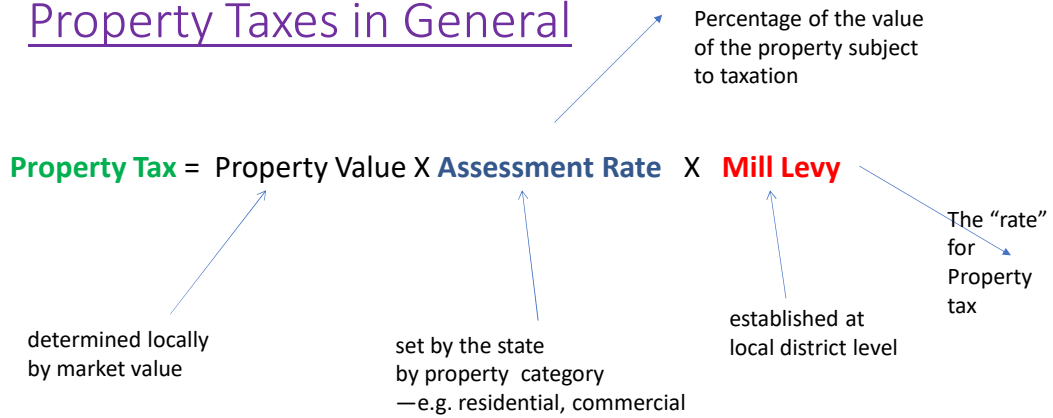 Property Taxes in General
Percentage of the value
of the property subject
to taxation
Property Tax = Property Value X Assessment Rate X Mill Levy
The “rate”
for
Property
tax
determined locally
by market value
set by the state
by property category
—e.g. residential, commercial
established at
local district level